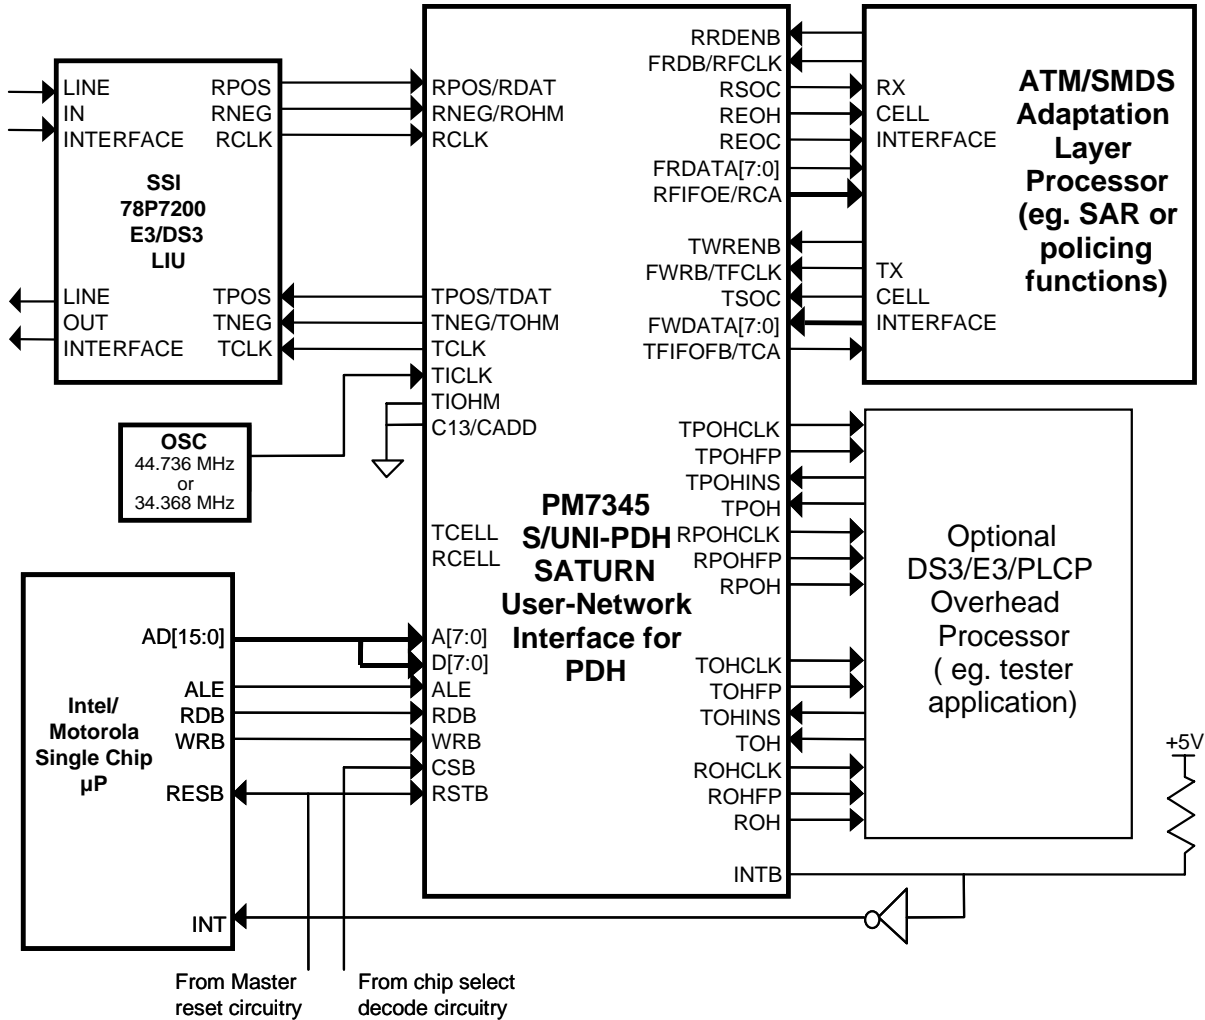 LINE
IN
INTERFACE
RPOS
RNEG
RCLK
SSI
78P7200
E3/DS3
LIU
LINE
OUT
INTERFACE
TPOS
TNEG
TCLK
OSC
44.736 MHz
or
34.368 MHz
AD[15:0]
ALE
RDB
WRB
RESB
INT
Intel/
Motorola
Single Chip
µP
From Master
reset circuitry
From chip select
decode circuitry
RPOS/RDAT
RNEG/ROHM
RCLK
TPOS/TDAT
TNEG/TOHM
TCLK
TICLK
TIOHM
C13/CADD
TCELL
RCELL
A[7:0]
D[7:0]
ALE
RDB
WRB
CSB
RSTB
PM7345
S/UNI-PDH
SATURN
User-Network
Interface for
PDH
RRDENB
FRDB/RFCLK
RSOC
REOH
REOC
FRDATA[7:0]
RFIFOE/RCA
TWRENB
FWRB/TFCLK
TSOC
FWDATA[7:0]
TFIFOFB/TCA
TPOHCLK
TPOHFP
TPOHINS
TPOH
RPOHCLK
RPOHFP
RPOH
TOHCLK
TOHFP
TOHINS
TOH
ROHCLK
ROHFP
ROH
INTB
RX
CELL
INTERFACE
TX
CELL
INTERFACE
ATM/SMDS
Adaptation
Layer
Processor
(eg. SAR or
policing
functions)
Optional
DS3/E3/PLCP
Overhead
Processor
( eg. tester
application)
+5V